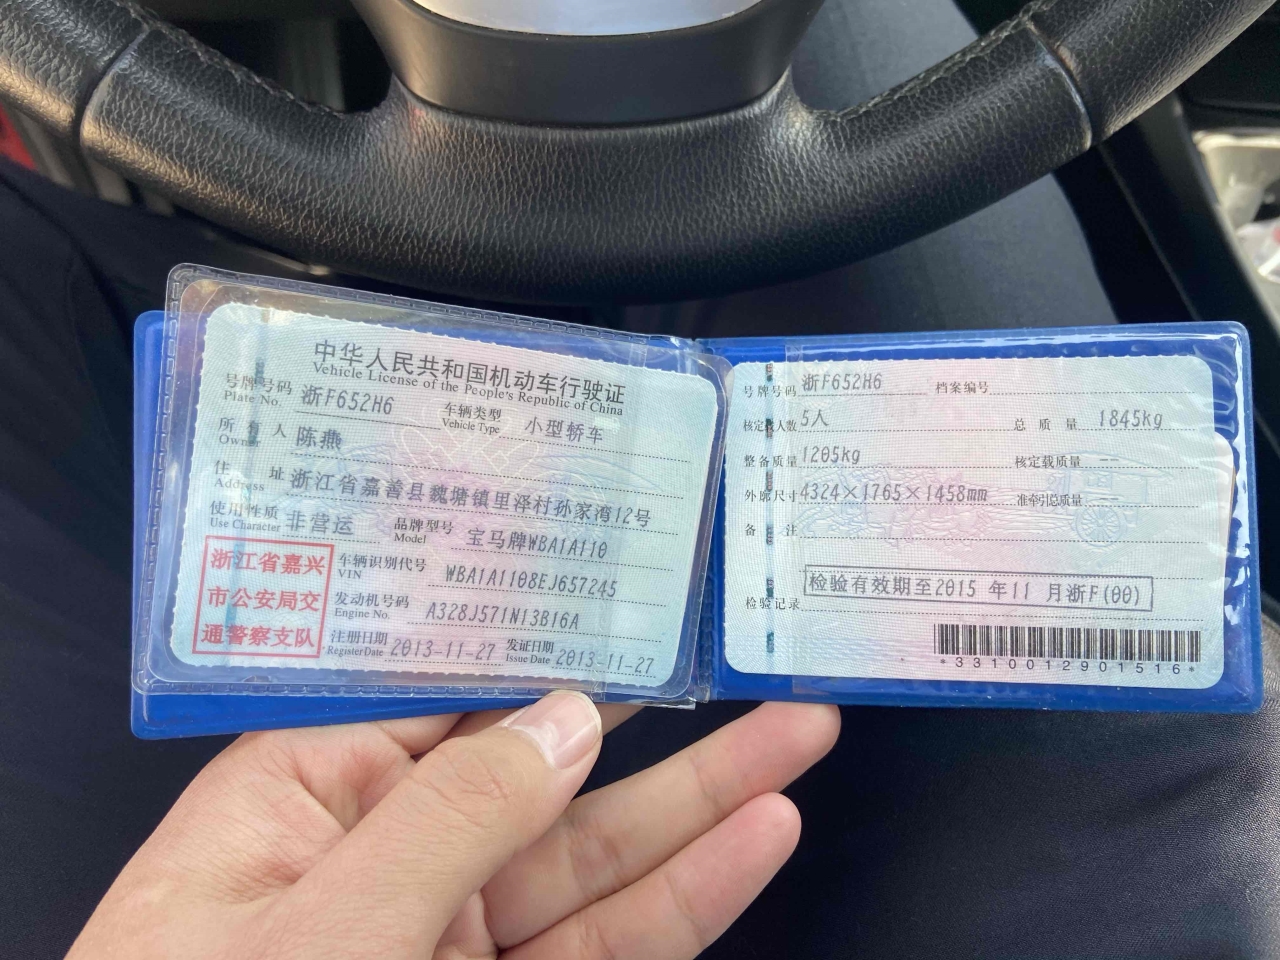 中华人民共和国机动车行驶证
Vehicle License of the People's Republic of China
号牌号码 浙F652H6 车辆类型 小型轿车
Plate No. Vehicle Type
所有人 陈燕
Owner
住址 浙江省嘉善县魏塘镇里泽村孙家湾12号
Address
使用性质 非营运 品牌型号 宝马牌WBA1A110
Use Character Model
浙江省嘉兴
市公安局交
通警察支队
车辆识别代号 WBA1A1108EJ657245
VIN
发动机号码 A328J571N13B16A
Engine No.
注册日期 2013-11-27 发证日期 2013-11-27
Register Date Issue Date
号牌号码 浙F652H6 档案编号
核定载人数 5人 总质量 1845kg
整备质量 1205kg 核定载质量 --
外廓尺寸 4324×1765×1458mm 准牵引总质量 --
备注
检验记录 检验有效期至2015 年11 月浙F(00)
*3310012901516*